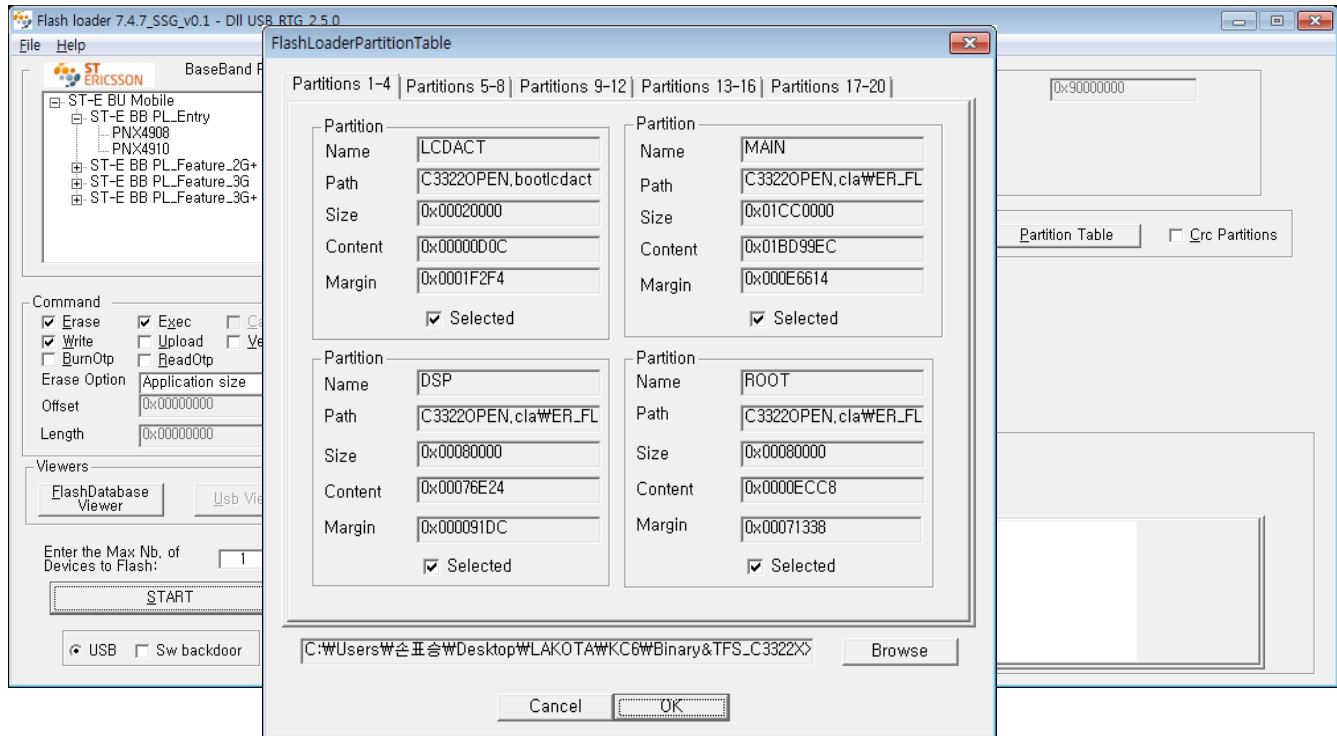 Flash loader 7.4.7_SSG_v0.1 - Dll USB_RTG_2.5.0
File Help
ST
ERICSSON
BaseBand
ST-E BU Mobile
ST-E BB PL_Entry
PNX4908
PNX4910
ST-E BB PL_Feature_2G+
ST-E BB PL_Feature_3G
ST-E BB PL_Feature_3G+
Command
Erase Exec
Write Upload
BurnOtp ReadOtp
Erase Option Application size
Offset 0x00000000
Length 0x00000000
Viewers
FlashDatabase
Viewer
Usb
Enter the Max Nb. of
Devices to Flash: 1
START
USB Sw backdoor
FlashLoaderPartitionTable
Partitions 1-4 Partitions 5-8 Partitions 9-12 Partitions 13-16 Partitions 17-20
Partition
Name LCDACT
Path C3322OPEN.bootlcdact
Size 0x00020000
Content 0x00000D0C
Margin 0x0001F2F4
Selected
Partition
Name MAIN
Path C3322OPEN.cla₩ER_FL
Size 0x01CC0000
Content 0x01BD99EC
Margin 0x000E6614
Selected
Partition
Name DSP
Path C3322OPEN.cla₩ER_FL
Size 0x00080000
Content 0x00076E24
Margin 0x000091DC
Selected
Partition
Name ROOT
Path C3322OPEN.cla₩ER_FL
Size 0x00080000
Content 0x0000ECC8
Margin 0x00071338
Selected
C:₩Users₩손표승₩Desktop₩LAKOTA₩KC6₩Binary&TFS_C3322X
Browse
Cancel OK
0x90000000
Partition Table Crc Partitions